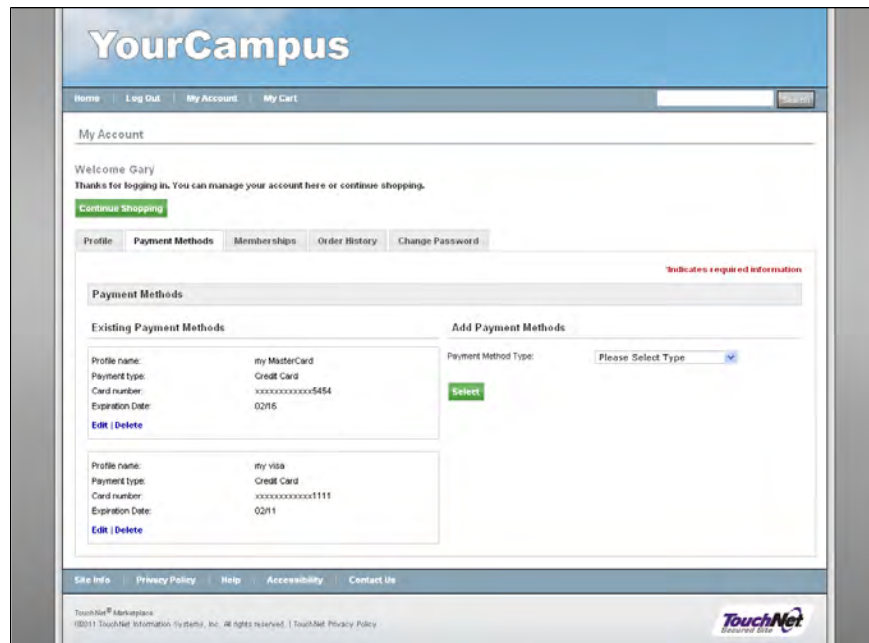 YourCampus
Home Log Out My Account My Cart Search
My Account
Welcome Gary
Thanks for logging in. You can manage your account here or continue shopping.
Continue Shopping
Profile Payment Methods Memberships Order History Change Password
*Indicates required information
Payment Methods
Existing Payment Methods
Profile name: my MasterCard
Payment type: Credit Card
Card number: xxxxxxxxxxxx5454
Expiration Date: 02/16
Edit | Delete
Profile name: my visa
Payment type: Credit Card
Card number: xxxxxxxxxxxx1111
Expiration Date: 02/11
Edit | Delete
Add Payment Methods
Payment Method Type: Please Select Type
Select
Site Info Privacy Policy Help Accessibility Contact Us
TouchNet® Marketplace
©2011 TouchNet Information Systems, Inc. All rights reserved. | TouchNet Privacy Policy
TouchNet
Secured Site